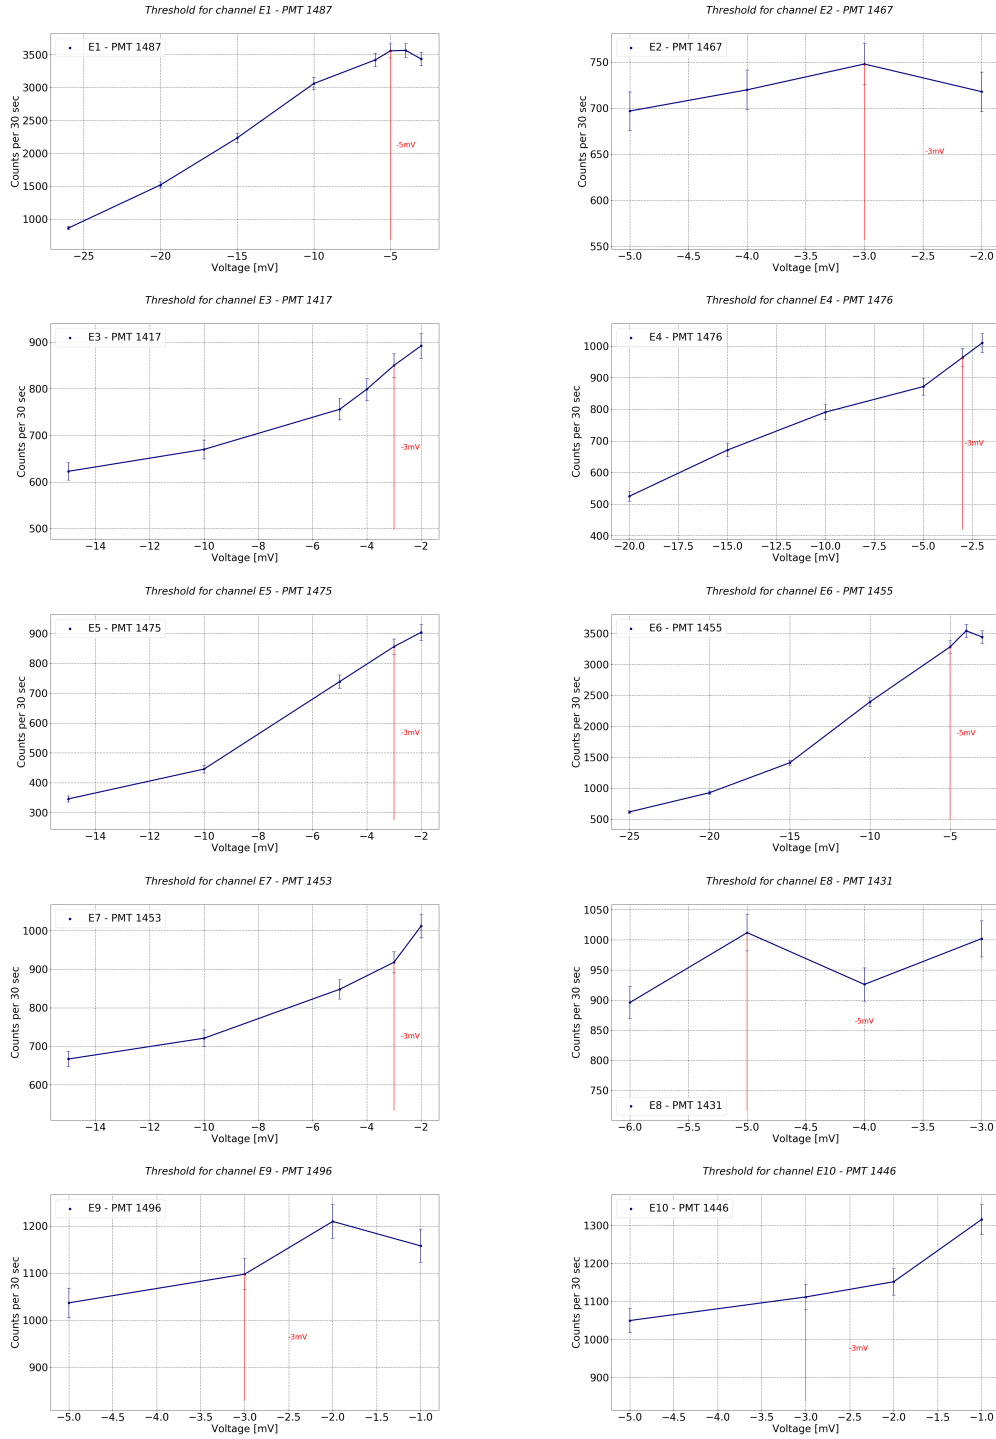 Threshold for channel E1 - PMT 1487
E1 - PMT 1487
Counts per 30 sec
3500
3000
2500
2000
1500
1000
-5mV
−25 −20 −15 −10 −5
Voltage [mV]
Threshold for channel E2 - PMT 1467
E2 - PMT 1467
Counts per 30 sec
750
700
650
600
550
-3mV
−5.0 −4.5 −4.0 −3.5 −3.0 −2.5 −2.0
Voltage [mV]
Threshold for channel E3 - PMT 1417
E3 - PMT 1417
Counts per 30 sec
900
800
700
600
500
-3mV
−14 −12 −10 −8 −6 −4 −2
Voltage [mV]
Threshold for channel E4 - PMT 1476
E4 - PMT 1476
Counts per 30 sec
1000
900
800
700
600
500
400
-3mV
−20.0 −17.5 −15.0 −12.5 −10.0 −7.5 −5.0 −2.5
Voltage [mV]
Threshold for channel E5 - PMT 1475
E5 - PMT 1475
Counts per 30 sec
900
800
700
600
500
400
300
-3mV
−14 −12 −10 −8 −6 −4 −2
Voltage [mV]
Threshold for channel E6 - PMT 1455
E6 - PMT 1455
Counts per 30 sec
3500
3000
2500
2000
1500
1000
500
-5mV
−25 −20 −15 −10 −5
Voltage [mV]
Threshold for channel E7 - PMT 1453
E7 - PMT 1453
Counts per 30 sec
1000
900
800
700
600
-3mV
−14 −12 −10 −8 −6 −4 −2
Voltage [mV]
Threshold for channel E8 - PMT 1431
Counts per 30 sec
1050
1000
950
900
850
800
750
-5mV
E8 - PMT 1431
−6.0 −5.5 −5.0 −4.5 −4.0 −3.5 −3.0
Voltage [mV]
Threshold for channel E9 - PMT 1496
E9 - PMT 1496
Counts per 30 sec
1200
1100
1000
900
-3mV
−5.0 −4.5 −4.0 −3.5 −3.0 −2.5 −2.0 −1.5 −1.0
Voltage [mV]
Threshold for channel E10 - PMT 1446
E10 - PMT 1446
Counts per 30 sec
1300
1200
1100
1000
900
-3mV
−5.0 −4.5 −4.0 −3.5 −3.0 −2.5 −2.0 −1.5 −1.0
Voltage [mV]